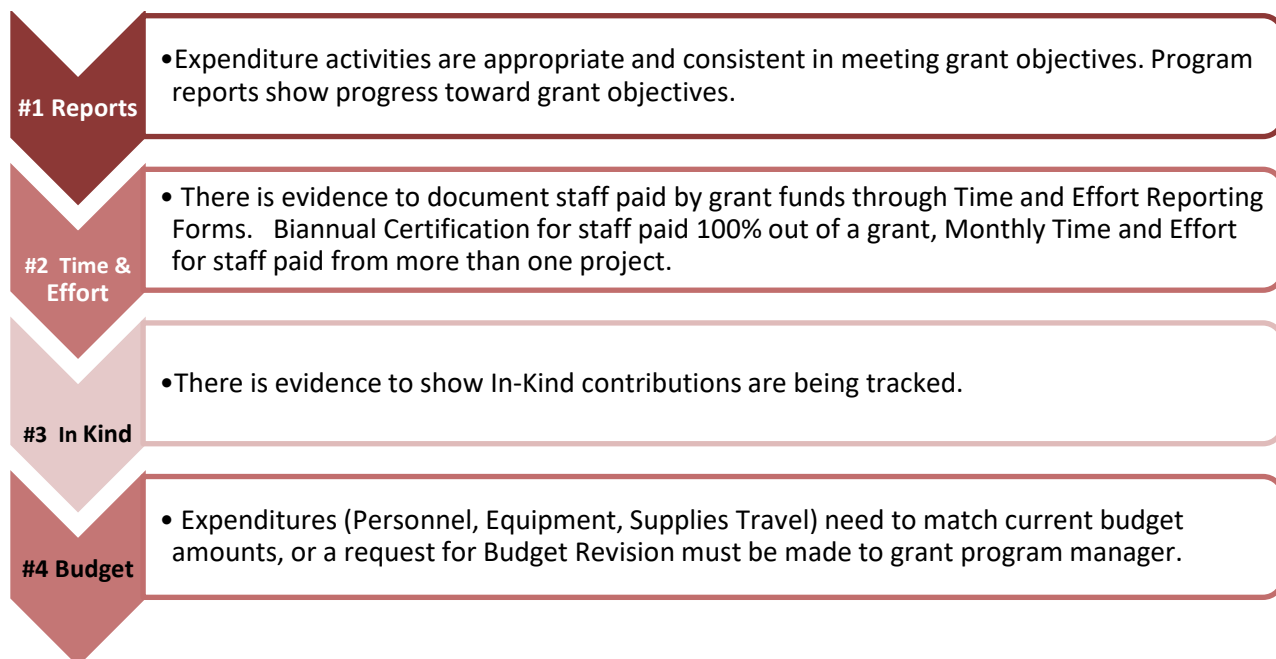 #1 Reports
•Expenditure activities are appropriate and consistent in meeting grant objectives. Program
reports show progress toward grant objectives.
#2 Time &
Effort
• There is evidence to document staff paid by grant funds through Time and Effort Reporting
Forms. Biannual Certification for staff paid 100% out of a grant, Monthly Time and Effort
for staff paid from more than one project.
#3 In Kind
•There is evidence to show In-Kind contributions are being tracked.
#4 Budget
• Expenditures (Personnel, Equipment, Supplies Travel) need to match current budget
amounts, or a request for Budget Revision must be made to grant program manager.